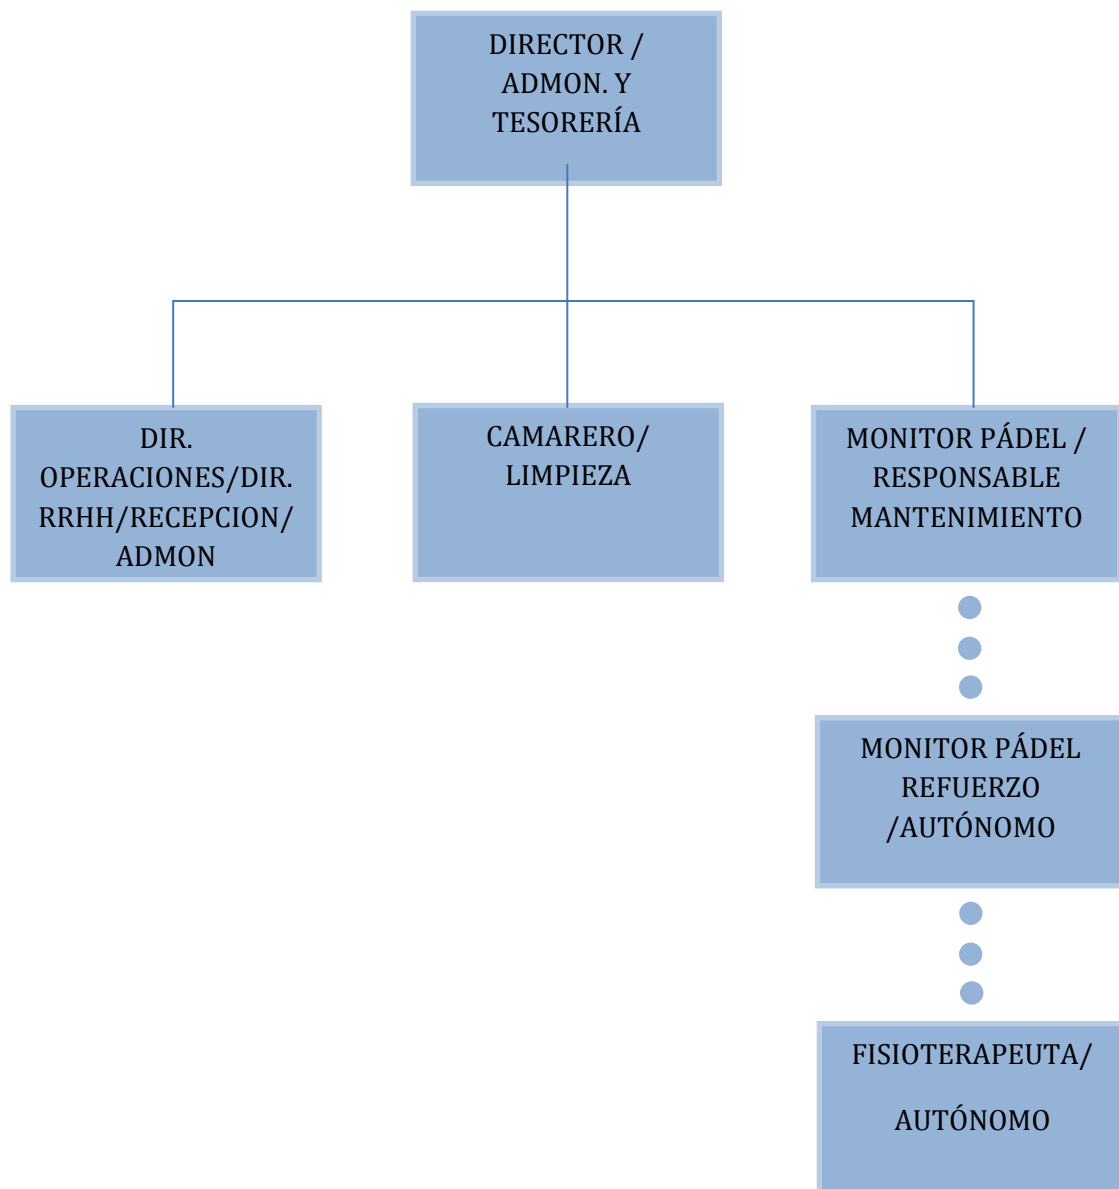 DIRECTOR /
ADMON. Y
TESORERÍA
DIR.
OPERACIONES/DIR.
RRHH/RECEPCION/
ADMON
CAMARERO/
LIMPIEZA
MONITOR PÁDEL /
RESPONSABLE
MANTENIMIENTO
MONITOR PÁDEL
REFUERZO
/AUTÓNOMO
FISIOTERAPEUTA/
AUTÓNOMO